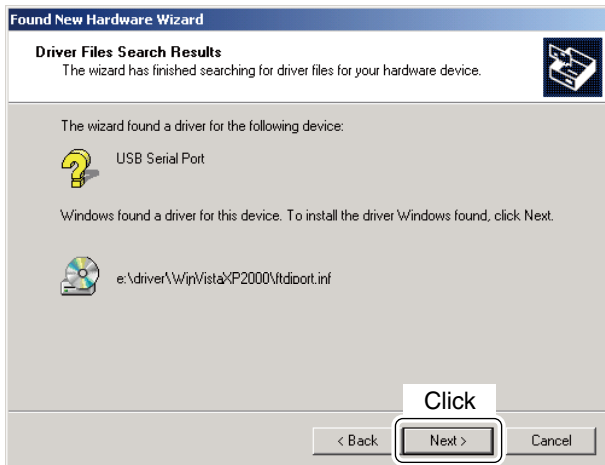 Found New Hardware Wizard
Driver Files Search Results
The wizard has finished searching for driver files for your hardware device.
The wizard found a driver for the following device:
USB Serial Port
Windows found a driver for this device. To install the driver Windows found, click Next.
e:\driver\WinVistaXP2000\ftdiport.inf
Click
< Back Next > Cancel